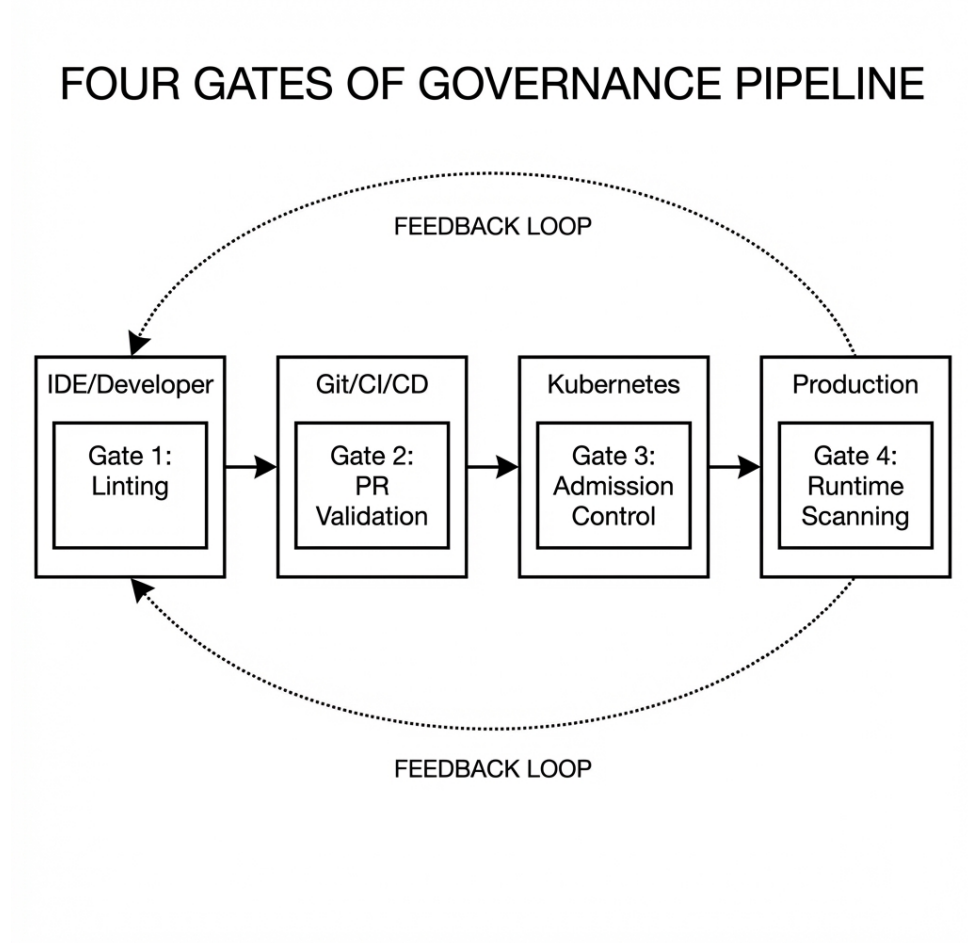 FOUR GATES OF GOVERNANCE PIPELINE
FEEDBACK LOOP
IDE/Developer
Gate 1:
Linting
Git/CI/CD
Gate 2:
PR
Validation
Kubernetes
Gate 3:
Admission
Control
Production
Gate 4:
Runtime
Scanning
FEEDBACK LOOP